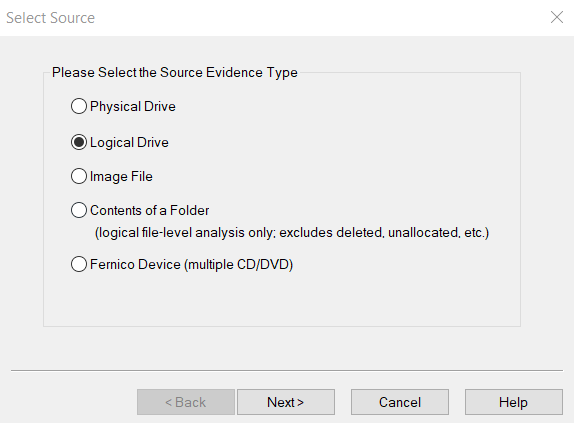 Select Source
Please Select the Source Evidence Type
Physical Drive
Logical Drive
Image File
Contents of a Folder
(logical file-level analysis only; excludes deleted, unallocated, etc.)
Fernico Device (multiple CD/DVD)
< Back
Next >
Cancel
Help